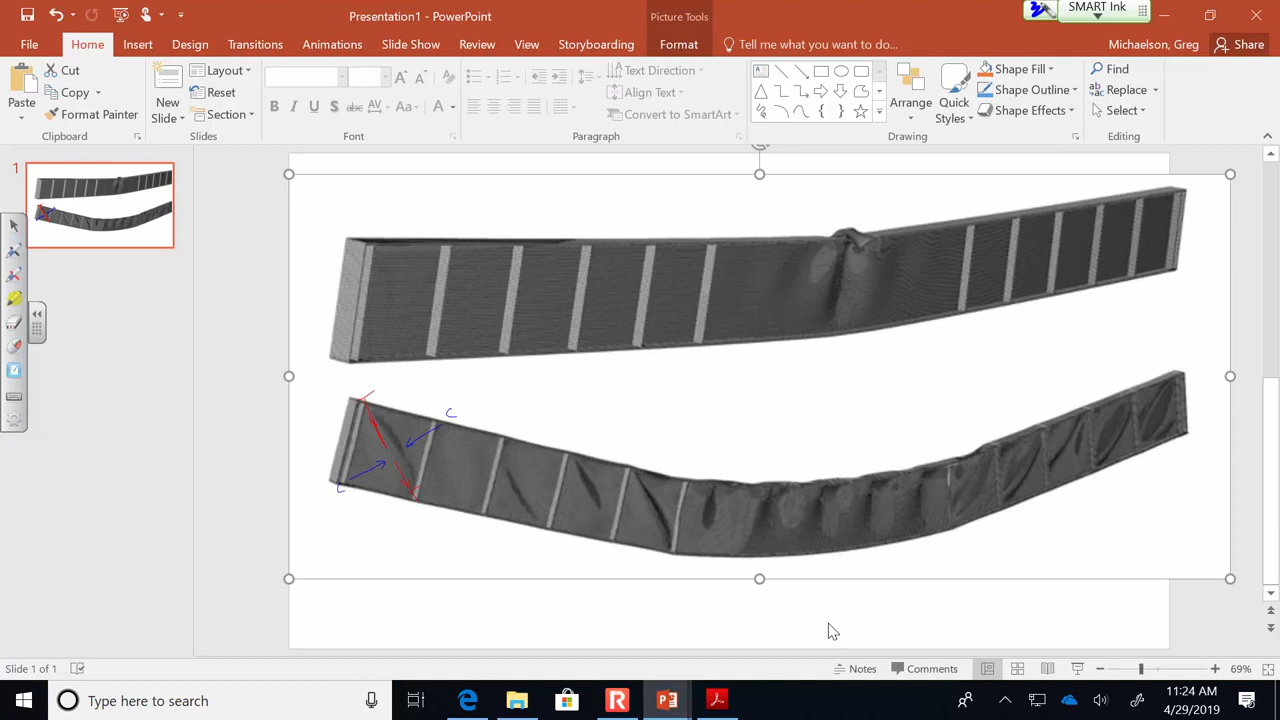 Presentation1 - PowerPoint
Picture Tools
SMART Ink
File
Home
Insert
Design
Transitions
Animations
Slide Show
Review
View
Storyboarding
Format
Tell me what you want to do...
Michaelson, Greg
Share
Paste
Cut
Copy
Format Painter
Clipboard
New Slide
Layout
Reset
Section
Slides
B I U S abc AV Aa A
Font
Text Direction
Align Text
Convert to SmartArt
Paragraph
Arrange
Quick Styles
Shape Fill
Shape Outline
Shape Effects
Drawing
Find
Replace
Select
Editing
1
C
C
Slide 1 of 1
Notes
Comments
69%
Type here to search
11:24 AM
4/29/2019